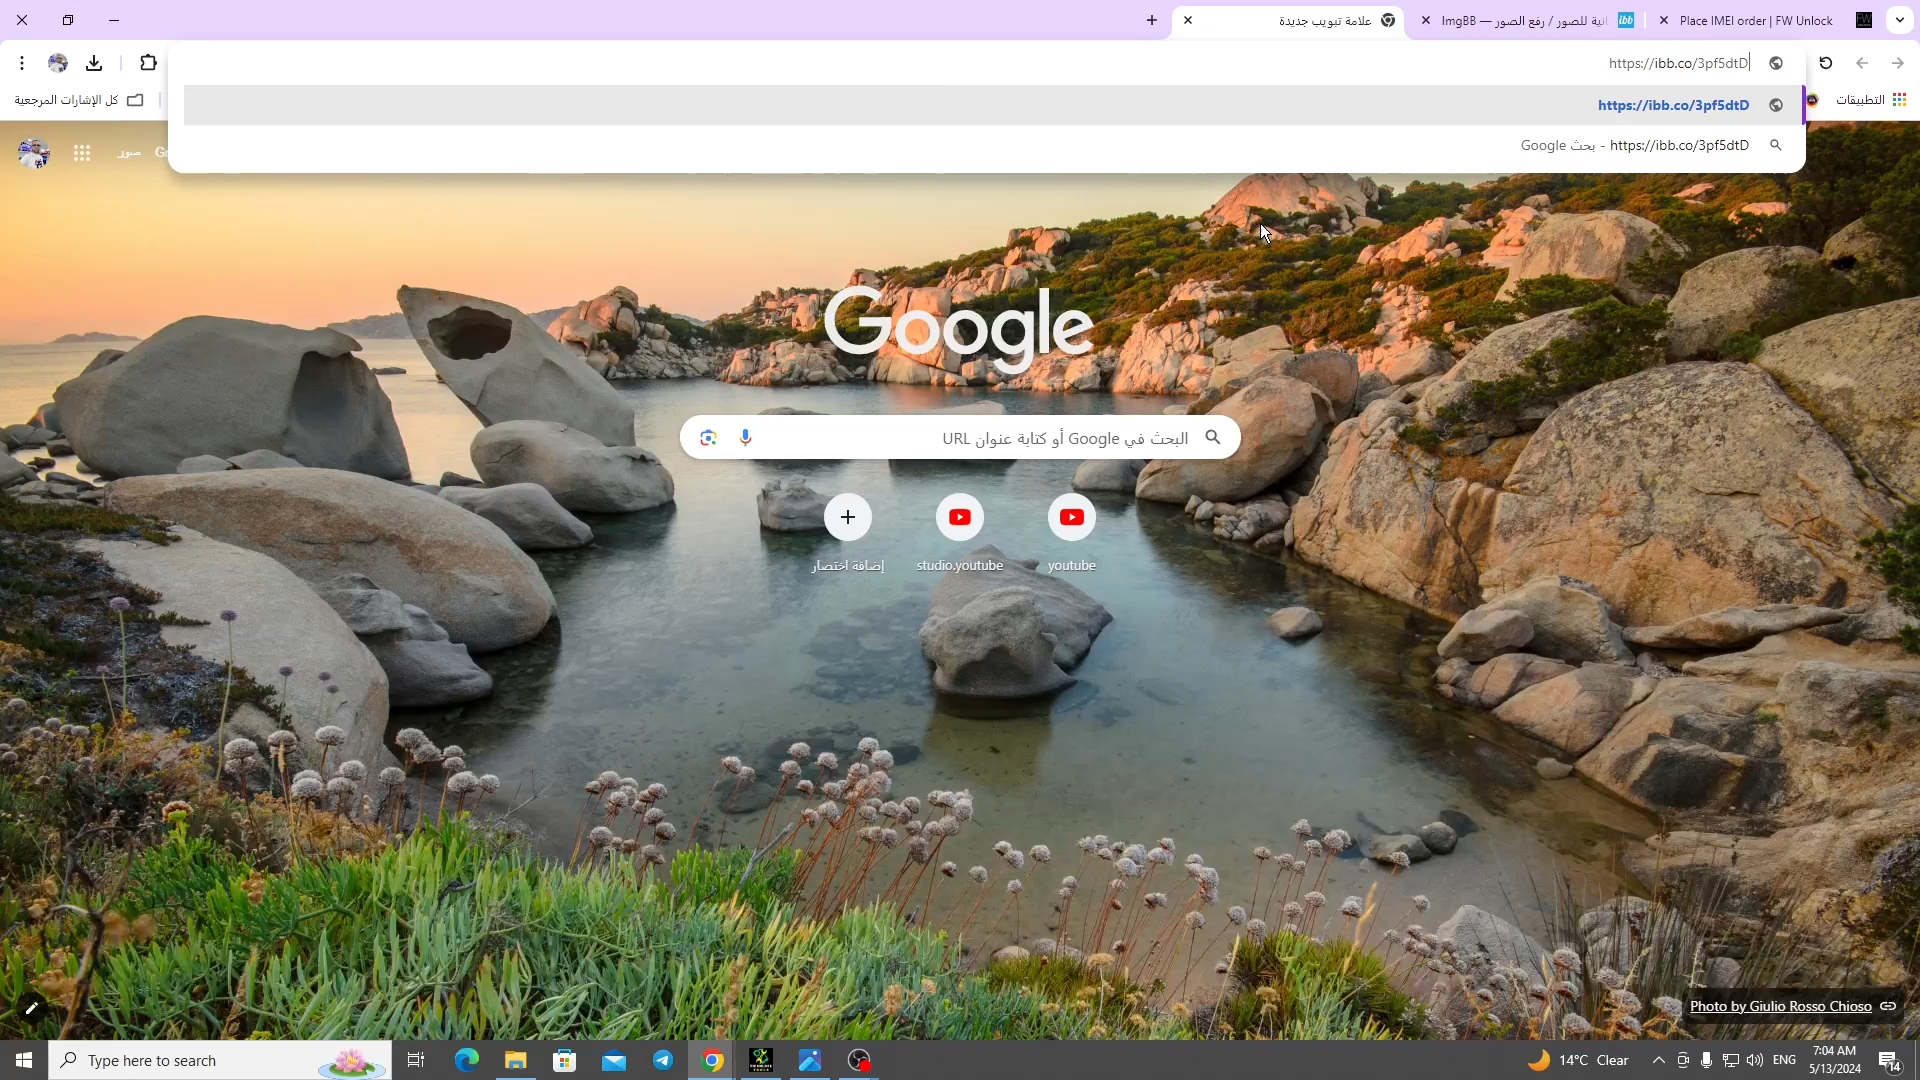 Place IMEI order | FW Unlock
انية للصور / رفع الصور — ImgBB
علامة تبويب جديدة
https://ibb.co/3pf5dtD
https://ibb.co/3pf5dtD
https://ibb.co/3pf5dtD - بحث Google
التطبيقات
كل الإشارات المرجعية
صور
Google
البحث في Google أو كتابة عنوان URL
youtube
studio.youtube
إضافة اختصار
Photo by Giulio Rosso Chioso
Type here to search
14°C Clear
ENG
7:04 AM
5/13/2024
14